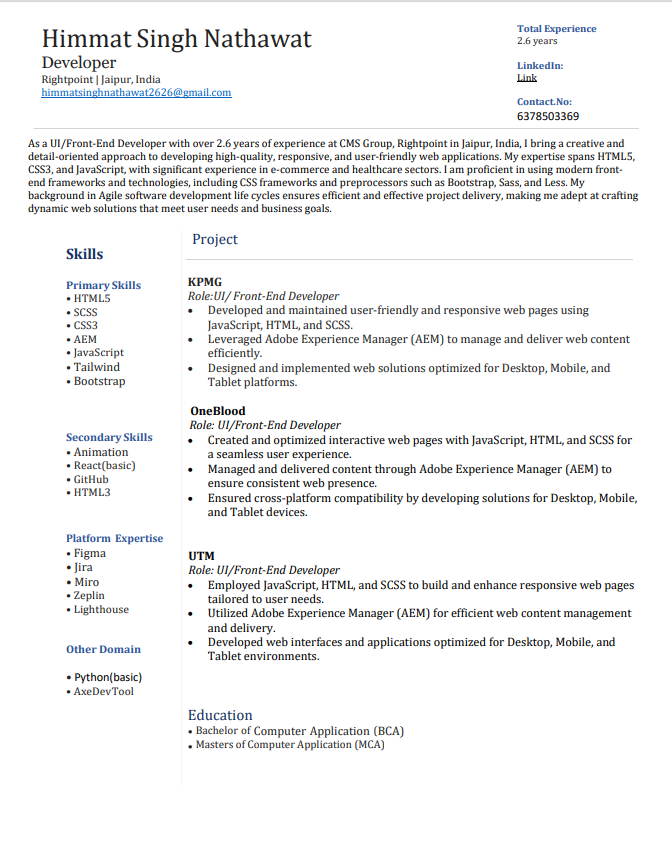 Himmat Singh Nathawat
Developer
Rightpoint | Jaipur, India
himmatsinghnathawat2626@gmail.com
Total Experience
2.6 years
LinkedIn:
Link
Contact.No:
6378503369
As a UI/Front-End Developer with over 2.6 years of experience at CMS Group, Rightpoint in Jaipur, India, I bring a creative and
detail-oriented approach to developing high-quality, responsive, and user-friendly web applications. My expertise spans HTML5,
CSS3, and JavaScript, with significant experience in e-commerce and healthcare sectors. I am proficient in using modern front-
end frameworks and technologies, including CSS frameworks and preprocessors such as Bootstrap, Sass, and Less. My
background in Agile software development life cycles ensures efficient and effective project delivery, making me adept at crafting
dynamic web solutions that meet user needs and business goals.
Skills
Primary Skills
• HTML5
• SCSS
• CSS3
• AEM
• JavaScript
• Tailwind
• Bootstrap
Secondary Skills
• Animation
• React(basic)
• GitHub
• HTML3
Platform Expertise
• Figma
• Jira
• Miro
• Zeplin
• Lighthouse
Other Domain
• Python(basic)
• AxeDevTool
Project
KPMG
Role:UI/ Front-End Developer
• Developed and maintained user-friendly and responsive web pages using
JavaScript, HTML, and SCSS.
• Leveraged Adobe Experience Manager (AEM) to manage and deliver web content
efficiently.
• Designed and implemented web solutions optimized for Desktop, Mobile, and
Tablet platforms.
OneBlood
Role: UI/Front-End Developer
• Created and optimized interactive web pages with JavaScript, HTML, and SCSS for
a seamless user experience.
• Managed and delivered content through Adobe Experience Manager (AEM) to
ensure consistent web presence.
• Ensured cross-platform compatibility by developing solutions for Desktop, Mobile,
and Tablet devices.
UTM
Role: UI/Front-End Developer
• Employed JavaScript, HTML, and SCSS to build and enhance responsive web pages
tailored to user needs.
• Utilized Adobe Experience Manager (AEM) for efficient web content management
and delivery.
• Developed web interfaces and applications optimized for Desktop, Mobile, and
Tablet environments.
Education
• Bachelor of Computer Application (BCA)
• Masters of Computer Application (MCA)